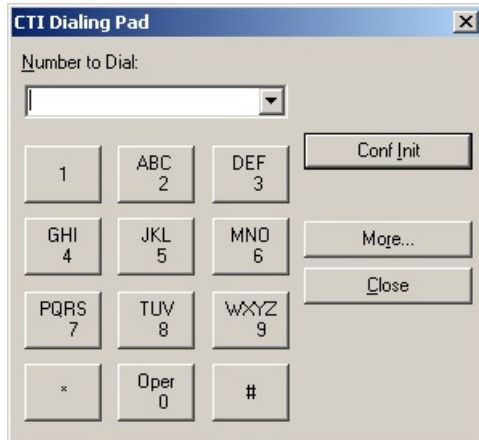 CTI Dialing Pad
Number to Dial:
1
ABC
2
DEF
3
Conf Init
GHI
4
JKL
5
MNO
6
More...
Close
PQRS
7
TUV
8
WXYZ
9
*
Oper
0
#